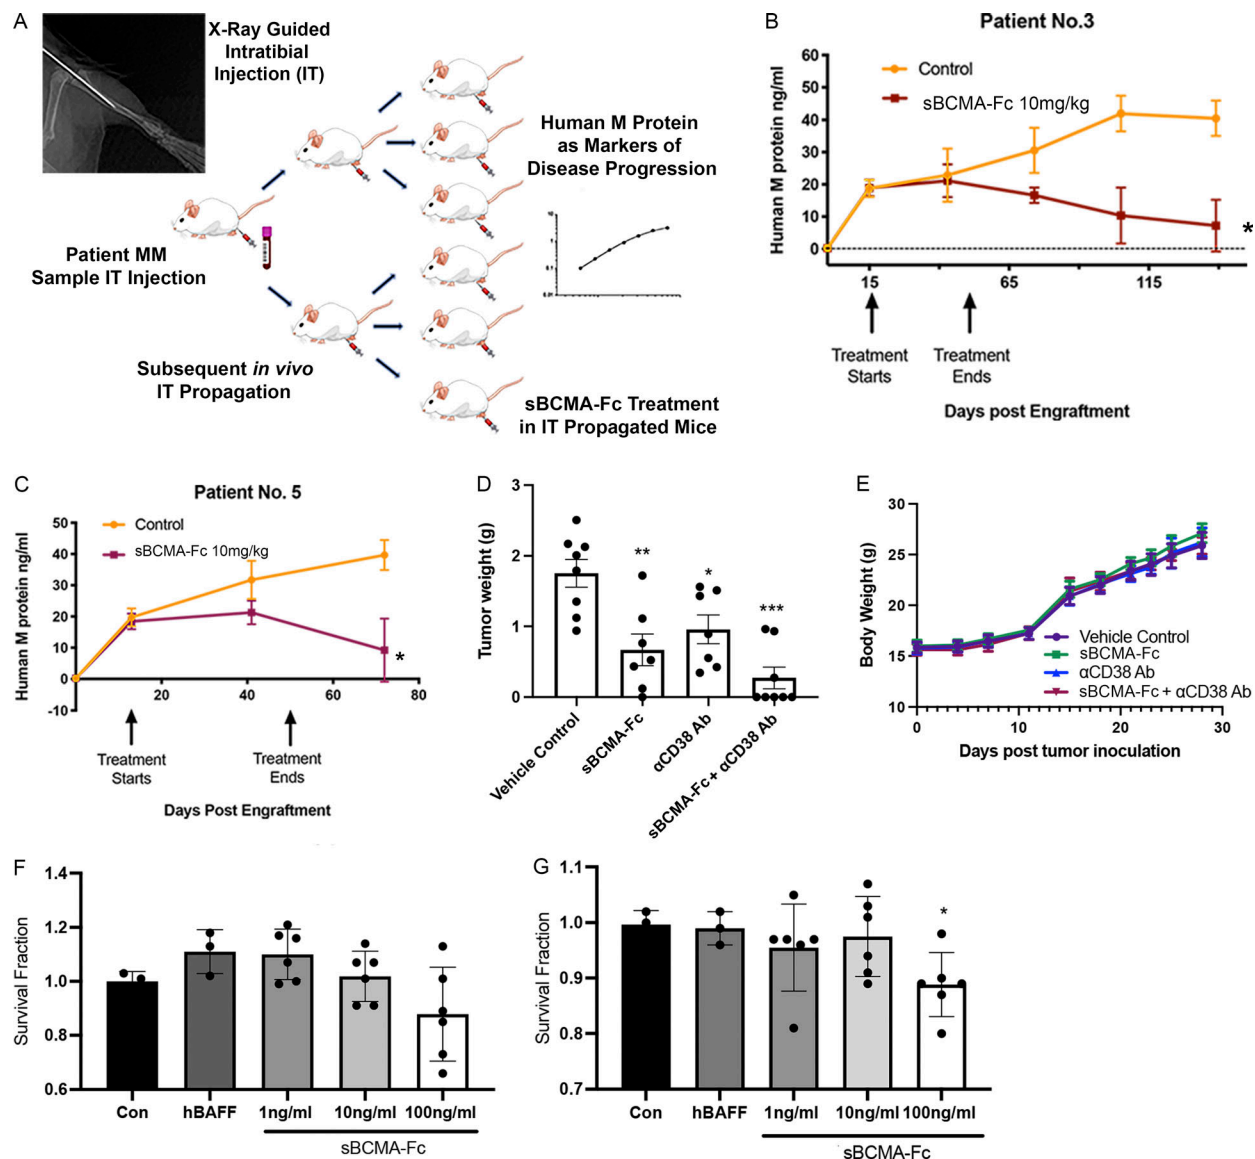 A
X-Ray Guided
Intratibial
Injection (IT)
Human M Protein
as Markers of
Disease Progression
Patient MM
Sample IT Injection
10
1
0.1
0.01
Subsequent in vivo
IT Propagation
sBCMA-Fc Treatment
in IT Propagated Mice
B
Patient No.3
Control
sBCMA-Fc 10mg/kg
Human M protein ng/ml
60
50
40
30
20
10
0
*
15
65
115
Treatment
Starts
Treatment
Ends
Days post Engraftment
C
Patient No. 5
Control
sBCMA-Fc 10mg/kg
Human M protein ng/ml
50
40
30
20
10
0
-10
*
20
40
60
80
Treatment
Starts
Treatment
Ends
Days Post Engraftment
D
Tumor weight (g)
3
2
1
0
**
*
***
Vehicle Control
sBCMA-Fc
αCD38 Ab
sBCMA-Fc + αCD38 Ab
E
Body Weight (g)
30
25
20
15
10
Vehicle Control
sBCMA-Fc
αCD38 Ab
sBCMA-Fc + αCD38 Ab
0
10
20
30
Days post tumor inoculation
F
Survival Fraction
1.4
1.2
1.0
0.8
0.6
Con
hBAFF
1ng/ml
10ng/ml
100ng/ml
sBCMA-Fc
G
Survival Fraction
1.1
1.0
0.9
0.8
0.7
*
Con
hBAFF
1ng/ml
10ng/ml
100ng/ml
sBCMA-Fc